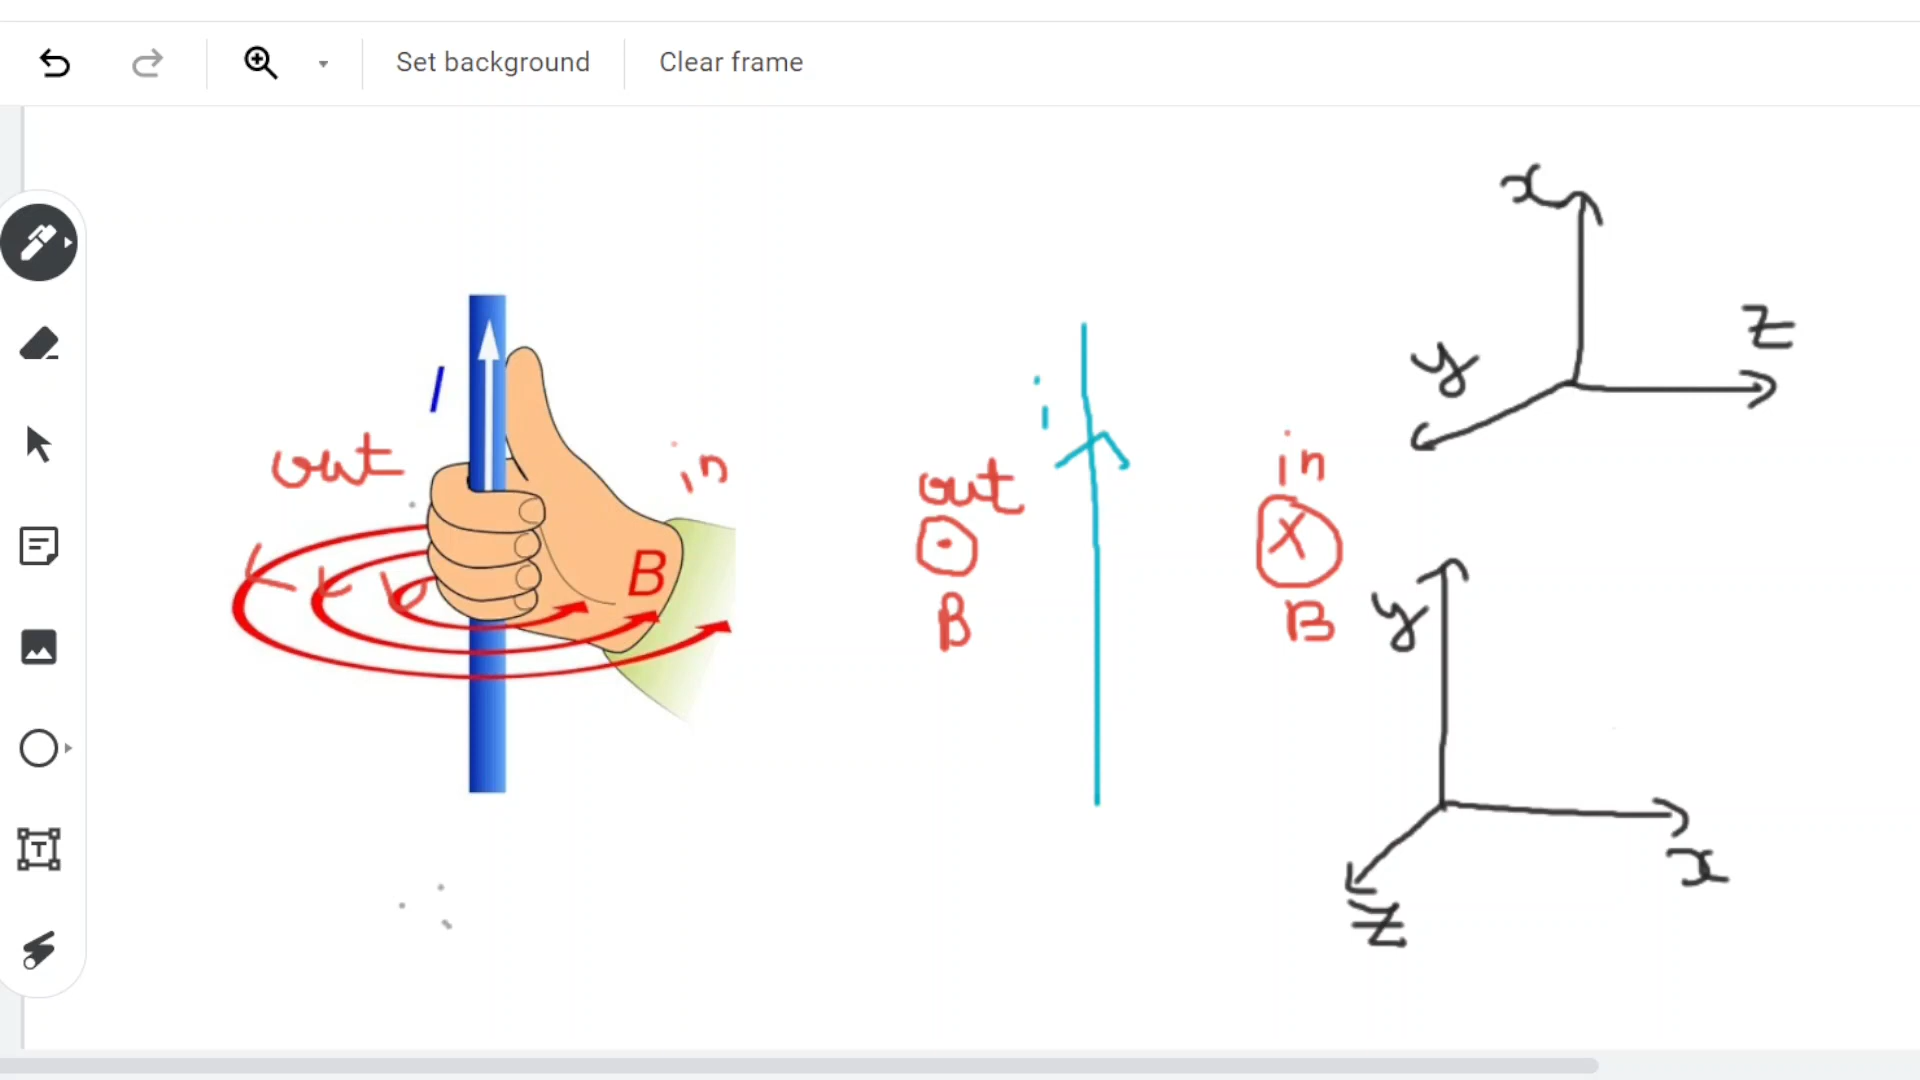 Set background
Clear frame
I
out
in
B
i
out
B
in
B
x
y
z
y
x
z